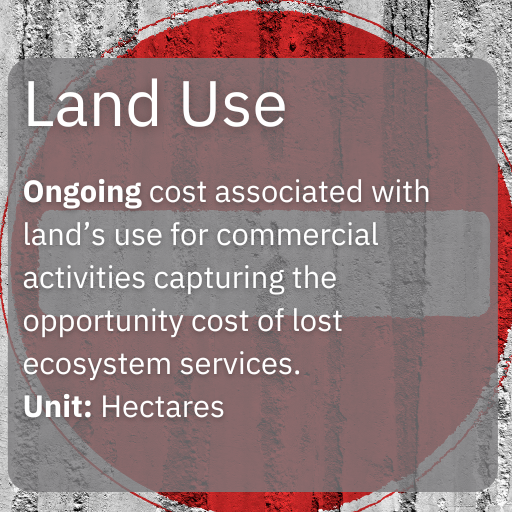 Land Use
Ongoing cost associated with
land’s use for commercial
activities capturing the
opportunity cost of lost
ecosystem services.
Unit: Hectares